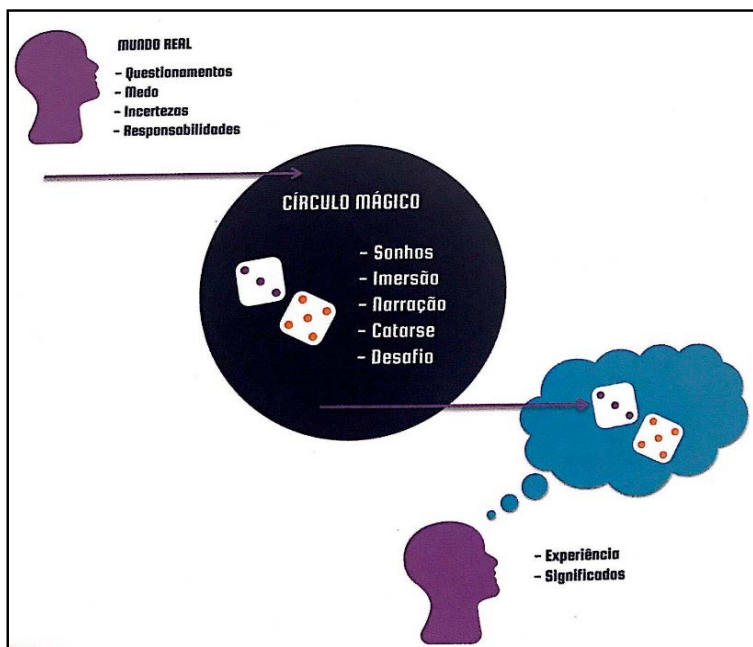 MUNDO REAL
- Questionamentos
- Medo
- Incertezas
- Responsabilidades
CÍRCULO MÁGICO
- Sonhos
- Imersão
- Narração
- Catarse
- Desafio
- Experiência
- Significados